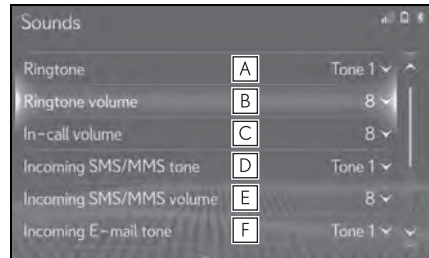 Sounds
Ringtone A Tone 1
Ringtone volume B 8
In-call volume C 8
Incoming SMS/MMS tone D Tone 1
Incoming SMS/MMS volume E 8
Incoming E-mail tone F Tone 1